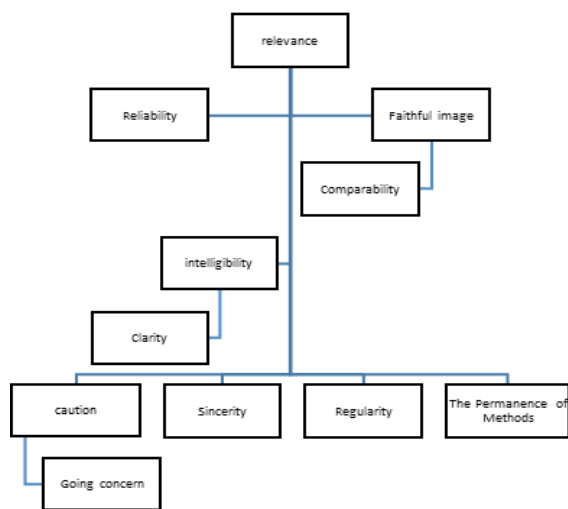 relevance
Reliability
Faithful image
Comparability
intelligibility
Clarity
caution
Sincerity
Regularity
The Permanence of
Methods
Going concern